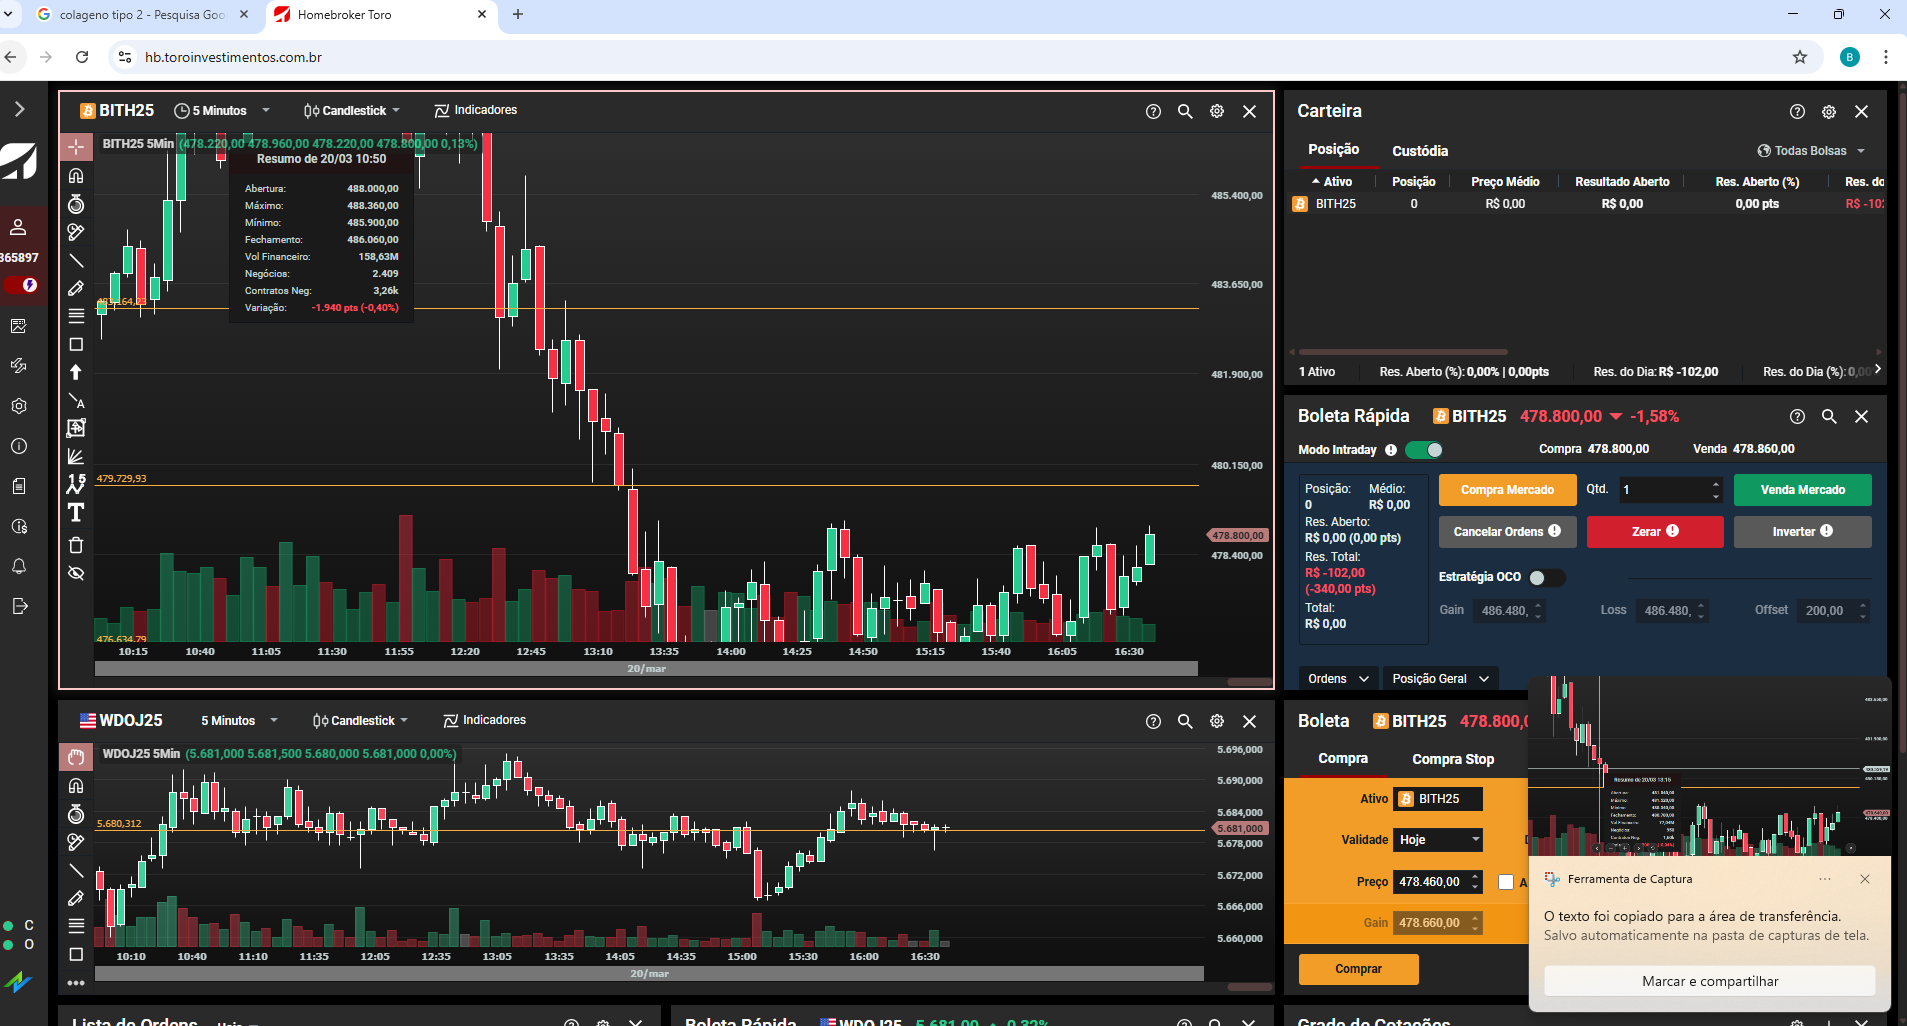 colageno tipo 2 - Pesquisa Goo
Homebroker Toro
hb.toroinvestimentos.com.br
B
BITH25
5 Minutos
Candlestick
Indicadores
BITH25 5Min (478.220,00 478.960,00 478.220,00 478.800,00 0,13%)
Resumo de 20/03 10:50
Abertura: 488.000,00
Máximo: 488.360,00
Mínimo: 485.900,00
Fechamento: 486.060,00
Vol Financeiro: 158,63M
Negócios: 2.409
Contratos Neg: 3,26k
Variação: -1.940 pts (-0,40%)
365897
479.729,93
476.634,79
485.400,00
483.650,00
481.900,00
480.150,00
478.800,00
478.400,00
10:15 10:40 11:05 11:30 11:55 12:20 12:45 13:10 13:35 14:00 14:25 14:50 15:15 15:40 16:05 16:30
20/mar
Carteira
Posição
Custódia
Todas Bolsas
Ativo Posição Preço Médio Resultado Aberto Res. Aberto (%) Res. do
BITH25 0 R$ 0,00 R$ 0,00 0,00 pts R$ -102
1 Ativo Res. Aberto (%): 0,00% | 0,00pts Res. do Dia: R$ -102,00 Res. do Dia (%): 0,00
Boleta Rápida BITH25 478.800,00 -1,58%
Modo Intraday Compra 478.800,00 Venda 478.860,00
Posição: Médio:
0 R$ 0,00
Res. Aberto:
R$ 0,00 (0,00 pts)
Res. Total:
R$ -102,00
(-340,00 pts)
Total:
R$ 0,00
Compra Mercado Qtd. 1 Venda Mercado
Cancelar Ordens Zerar Inverter
Estratégia OCO
Gain 486.480, Loss 486.480, Offset 200,00
Ordens Posição Geral
WDOJ25
5 Minutos
Candlestick
Indicadores
WDOJ25 5Min (5.681,000 5.681,500 5.680,000 5.681,000 0,00%)
5.680,312
5.696,000
5.690,000
5.684,000
5.681,000
5.678,000
5.672,000
5.666,000
5.660,000
10:10 10:40 11:10 11:35 12:05 12:35 13:05 13:35 14:05 14:35 15:00 15:30 16:00 16:30
20/mar
C
O
Boleta BITH25 478.800,0
Compra
Compra Stop
Ativo BITH25
Validade Hoje
Preço 478.460,00 A
Gain 478.660,00
Comprar
Resumo de 20/03 13:15
Ferramenta de Captura
O texto foi copiado para a área de transferência.
Salvo automaticamente na pasta de capturas de tela.
Marcar e compartilhar
Lista de Ordens Hoje
Boleta Rápida WDOJ25 5.681,00 0,32%
Grade de Cotações